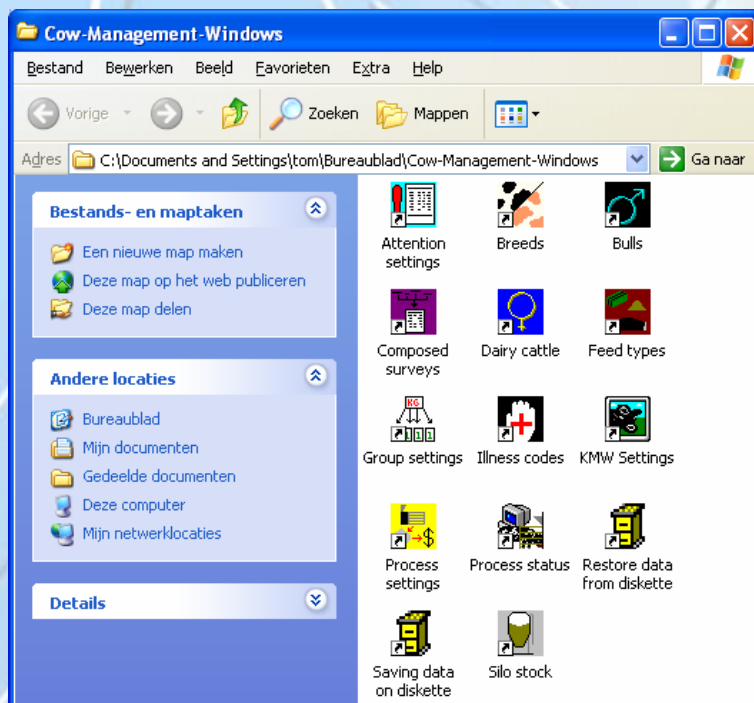 Cow-Management-Windows
Bestand Bewerken Beeld Favorieten Extra Help
Vorige Zoeken Mappen
Adres C:\Documents and Settings\tom\Bureaublad\Cow-Management-Windows Ga naar
Bestands- en maptaken
Een nieuwe map maken
Deze map op het web publiceren
Deze map delen
Andere locaties
Bureaublad
Mijn documenten
Gedeelde documenten
Deze computer
Mijn netwerklocaties
Details
Attention
settings
Breeds
Bulls
Composed
surveys
Dairy cattle
Feed types
KG
Group settings
Illness codes
KMW Settings
Process
settings
Process status
Restore data
from diskette
Saving data
on diskette
Silo stock